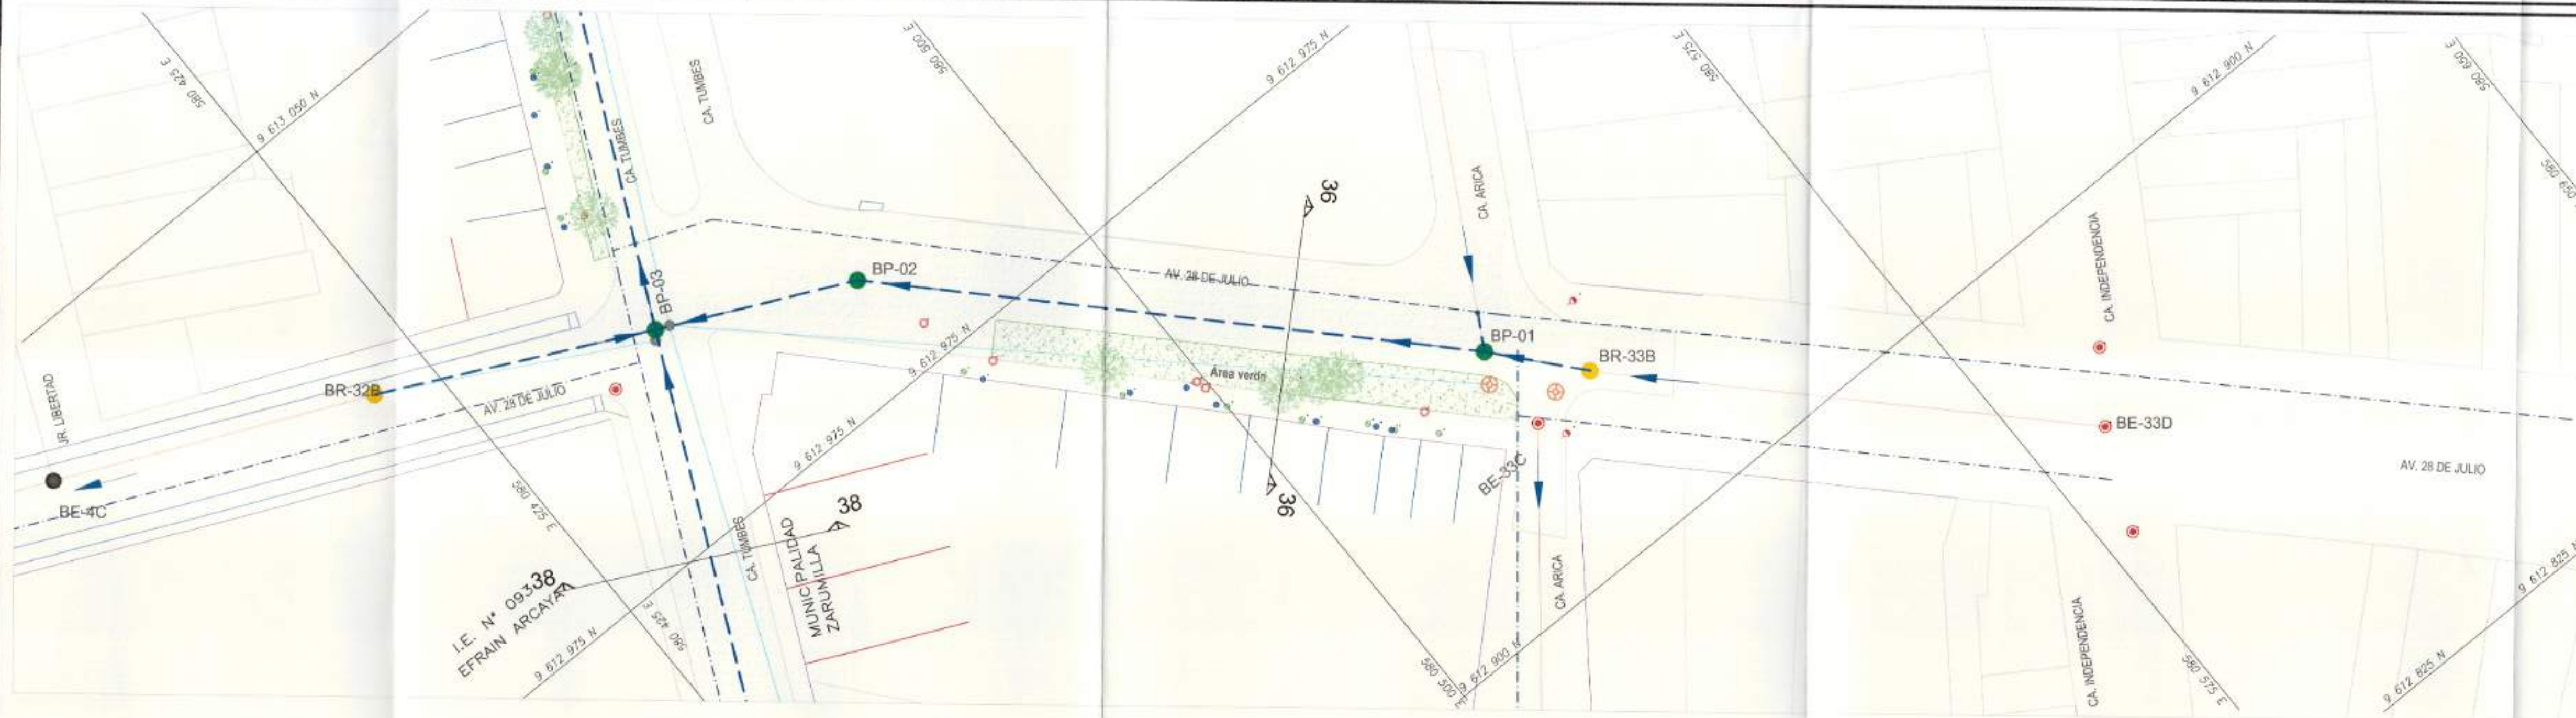 580 425 E
9 613 050 N
CA. TUMBES
CA. TUMBES
580 500 E
9 612 975 N
36
CA. ARICA
580 575 E
9 612 900 N
CA. INDEPENDENCIA
580 650 E
580 650
BP-03
BP-02
AV. 28 DE JULIO
BP-01
BR-33B
JR. LIBERTAD
BR-32B
AV. 28 DE JULIO
9 612 975 N
Área verde
BE-33D
AV. 28 DE JULIO
BE-4C
580 425 E
9 612 975 N
38
36
BE-33C
CA. TUMBES
MUNICIPALIDAD
ZARUMILLA
CA. ARICA
38
I.E. N° 093
EFRAIN ARCAYA
580 425 E
9 612 975 N
580 500
9 612 900 N
CA. INDEPENDENCIA
580 575 E
9 612 825 N
9 612 825 N